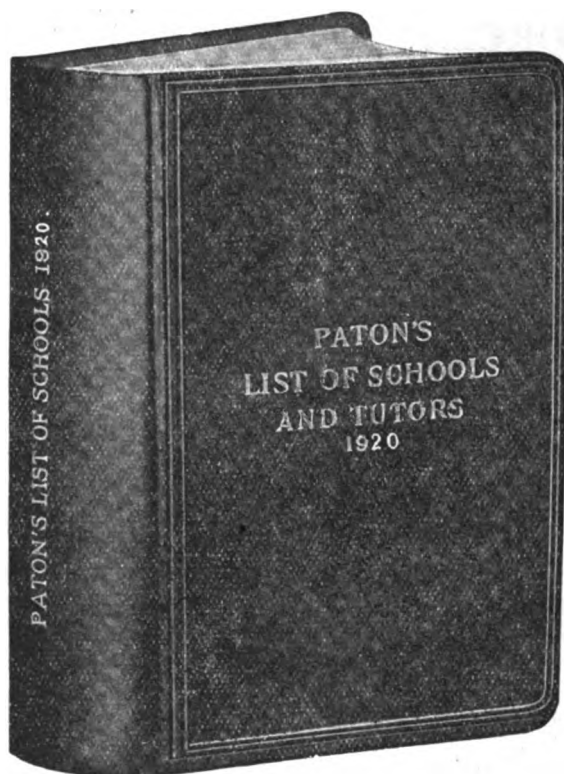 PATON'S LIST OF SCHOOLS 1920.
PATON'S
LIST OF SCHOOLS
AND TUTORS
1920